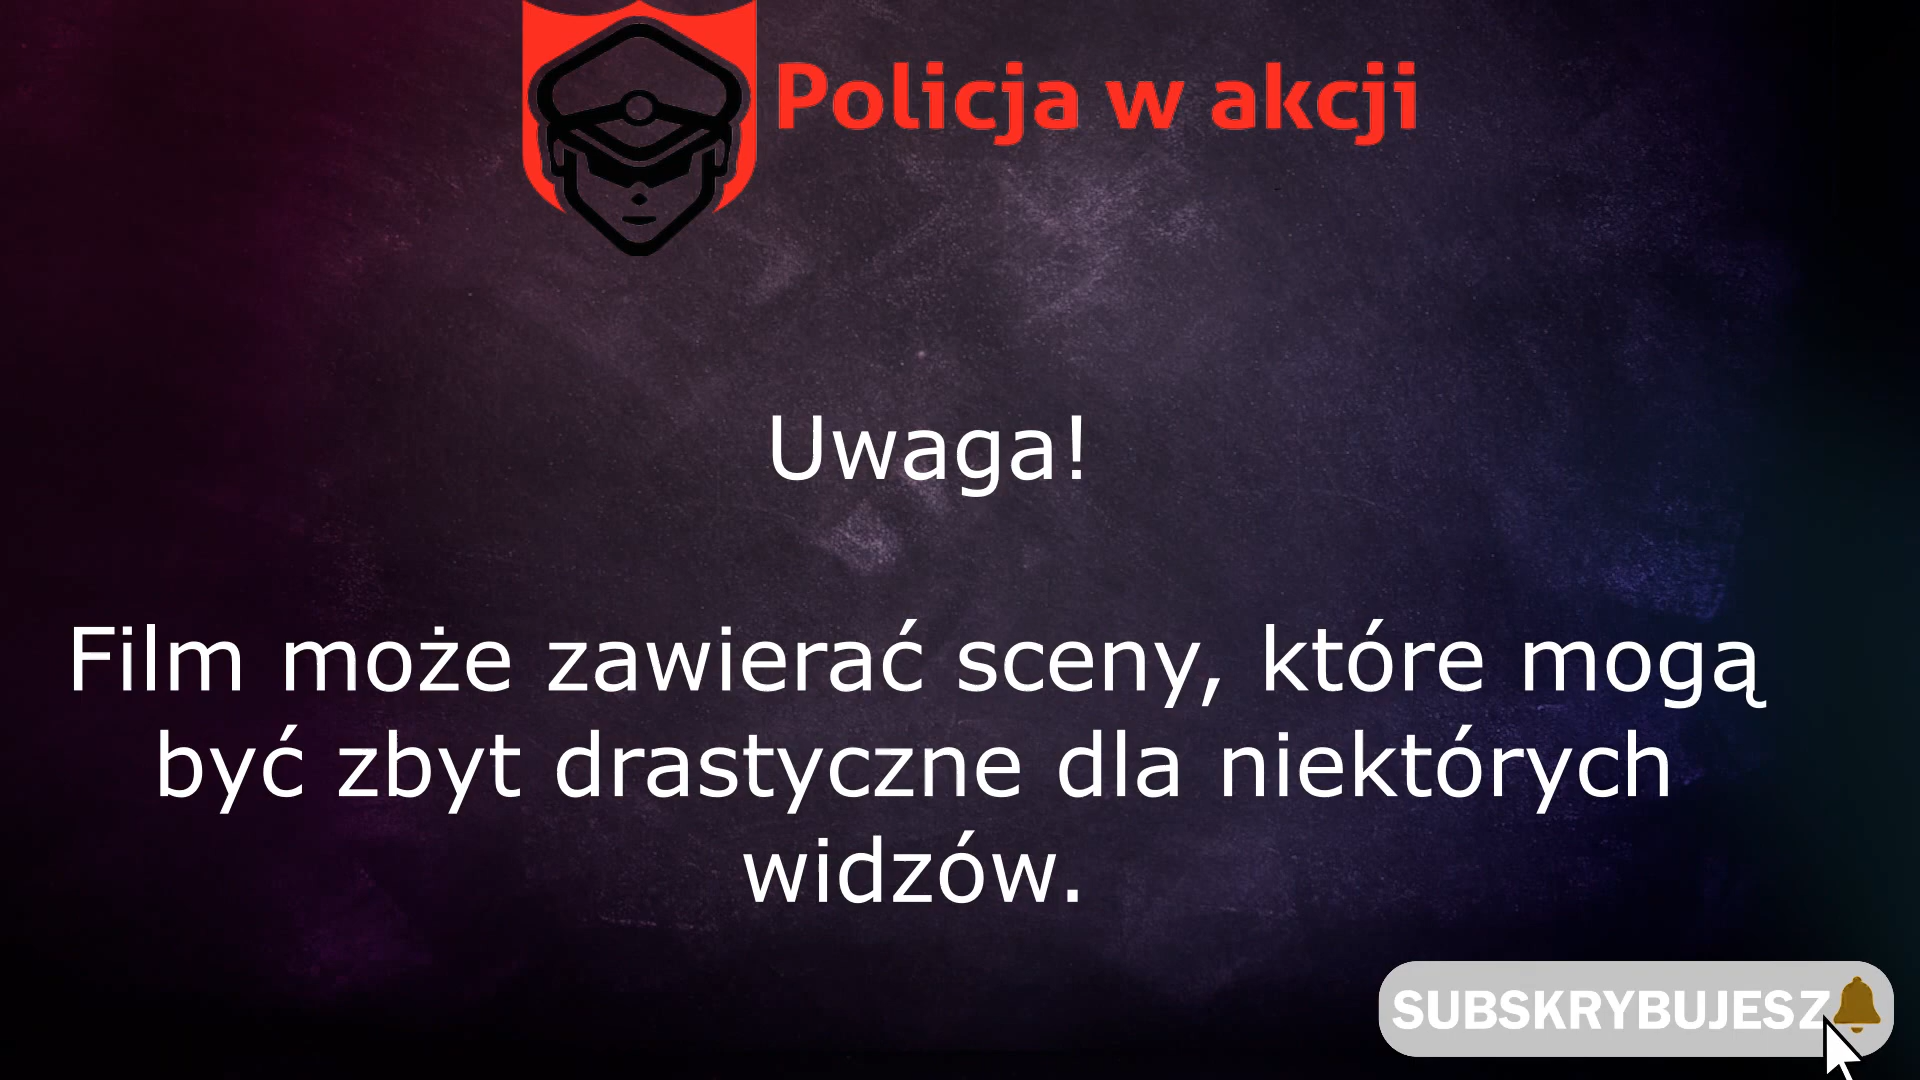 Policja w akcji
Uwaga!
Film może zawierać sceny, które mogą
być zbyt drastyczne dla niektórych
widzów.
SUBSKRYBUJESZ